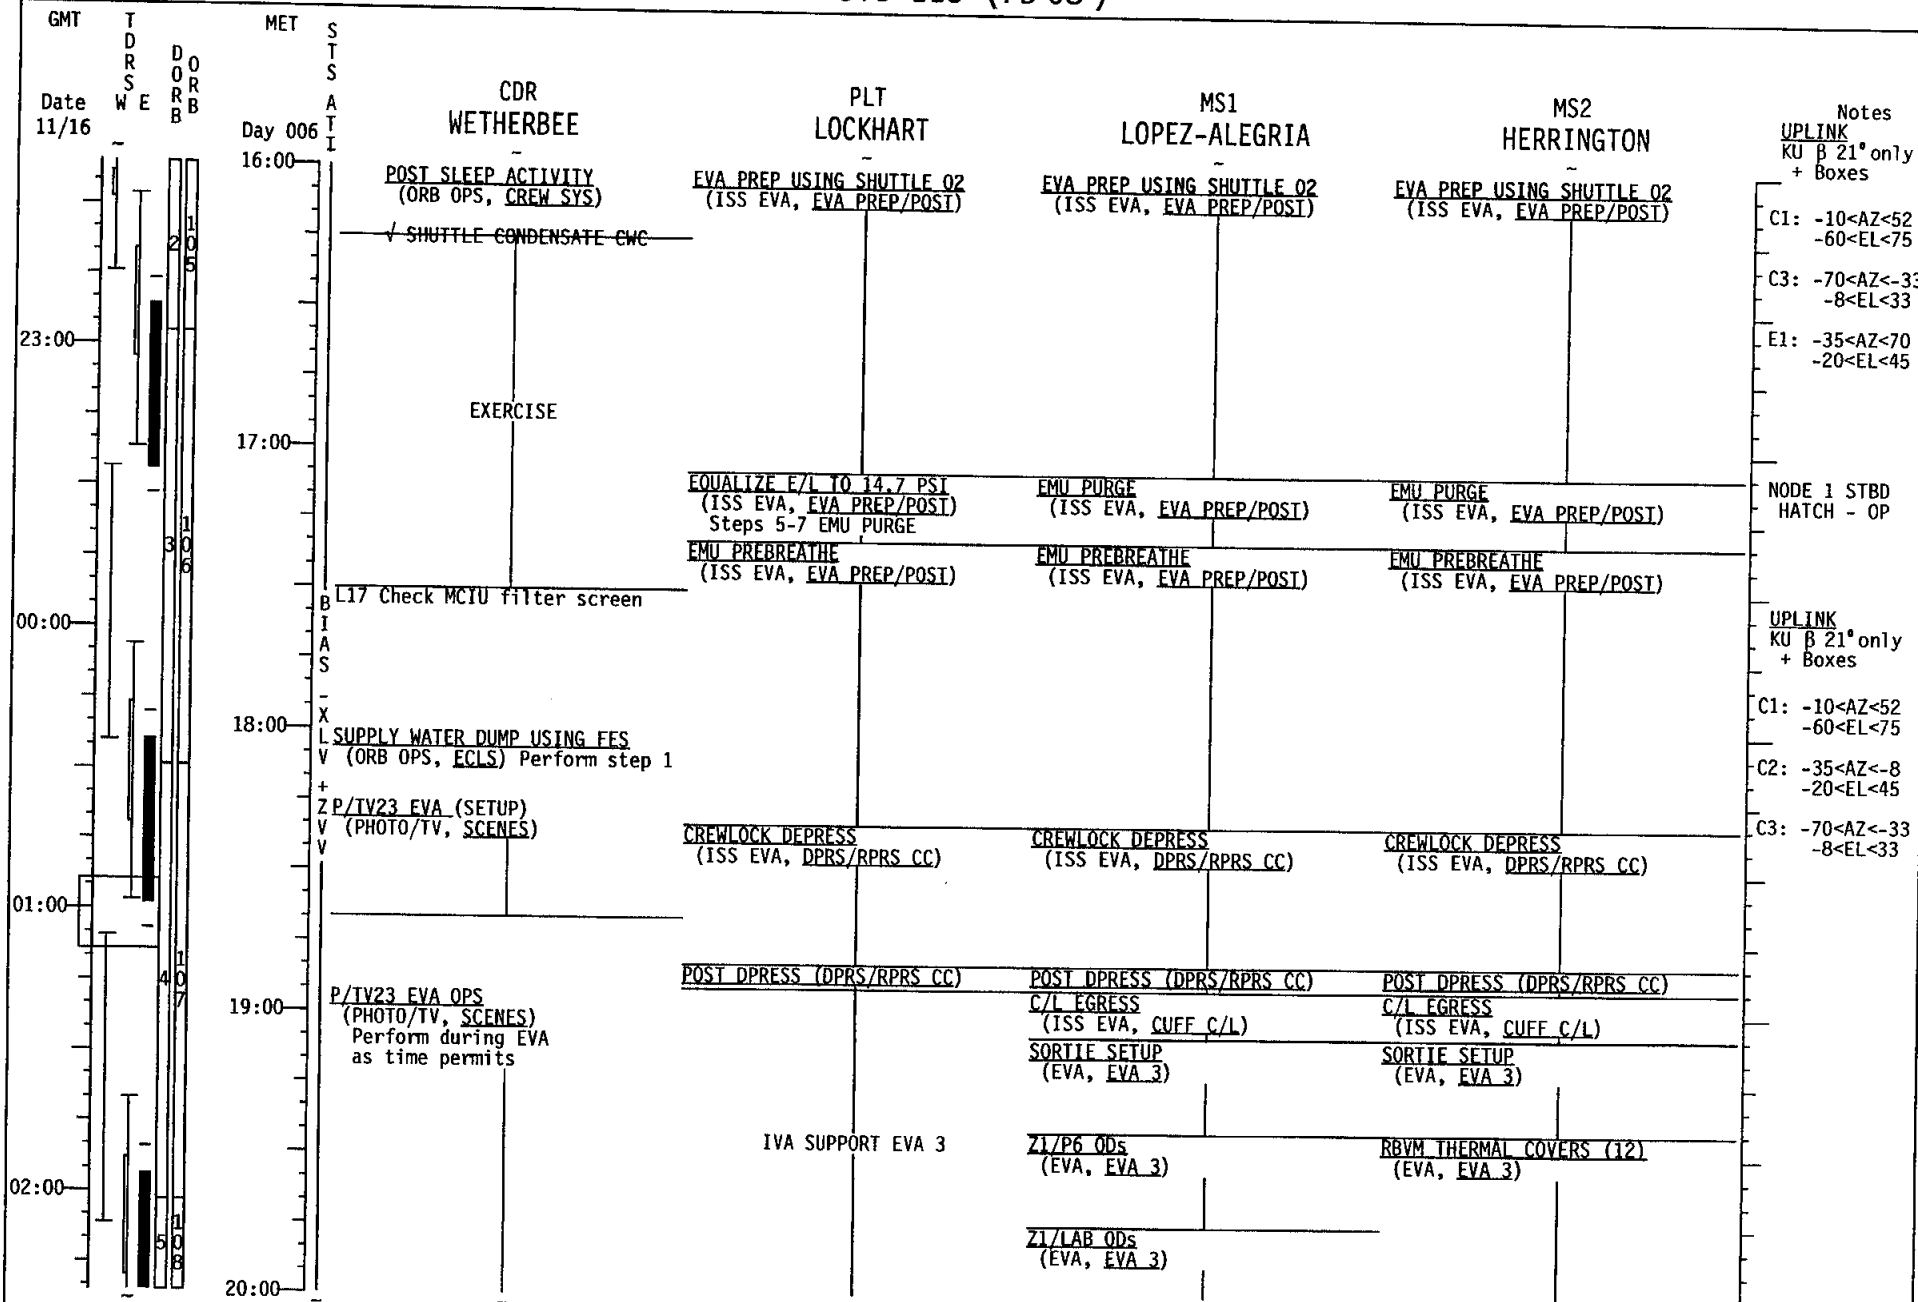 GMT
TDRS
W E
DORB
ORB
MET
STS ATTI
Date
11/16
Day 006
CDR
WETHERBEE
PLT
LOCKHART
MS1
LOPEZ-ALEGRIA
MS2
HERRINGTON
Notes
UPLINK
KU β 21° only
+ Boxes
C1: -10<AZ<52
-60<EL<75
C3: -70<AZ<-33
-8<EL<33
E1: -35<AZ<70
-20<EL<45
NODE 1 STBD
HATCH - OP
UPLINK
KU β 21° only
+ Boxes
C1: -10<AZ<52
-60<EL<75
C2: -35<AZ<-8
-20<EL<45
C3: -70<AZ<-33
-8<EL<33
23:00
00:00
01:00
02:00
2
3
4
5
105
106
107
108
16:00
17:00
18:00
19:00
20:00
BIAS -XLV +ZVV
POST SLEEP ACTIVITY
(ORB OPS, CREW SYS)
√ SHUTTLE CONDENSATE CWC
EXERCISE
L17 Check MCIU filter screen
SUPPLY WATER DUMP USING FES
(ORB OPS, ECLS) Perform step 1
P/TV23 EVA (SETUP)
(PHOTO/TV, SCENES)
P/TV23 EVA OPS
(PHOTO/TV, SCENES)
Perform during EVA
as time permits
EVA PREP USING SHUTTLE O2
(ISS EVA, EVA PREP/POST)
EQUALIZE E/L TO 14.7 PSI
(ISS EVA, EVA PREP/POST)
Steps 5-7 EMU PURGE
EMU PREBREATHE
(ISS EVA, EVA PREP/POST)
CREWLOCK DEPRESS
(ISS EVA, DPRS/RPRS CC)
POST DPRESS (DPRS/RPRS CC)
IVA SUPPORT EVA 3
EVA PREP USING SHUTTLE O2
(ISS EVA, EVA PREP/POST)
EMU PURGE
(ISS EVA, EVA PREP/POST)
EMU PREBREATHE
(ISS EVA, EVA PREP/POST)
CREWLOCK DEPRESS
(ISS EVA, DPRS/RPRS CC)
POST DPRESS (DPRS/RPRS CC)
C/L EGRESS
(ISS EVA, CUFF C/L)
SORTIE SETUP
(EVA, EVA 3)
Z1/P6 QDs
(EVA, EVA 3)
Z1/LAB QDs
(EVA, EVA 3)
EVA PREP USING SHUTTLE O2
(ISS EVA, EVA PREP/POST)
EMU PURGE
(ISS EVA, EVA PREP/POST)
EMU PREBREATHE
(ISS EVA, EVA PREP/POST)
CREWLOCK DEPRESS
(ISS EVA, DPRS/RPRS CC)
POST DPRESS (DPRS/RPRS CC)
C/L EGRESS
(ISS EVA, CUFF C/L)
SORTIE SETUP
(EVA, EVA 3)
RBVM THERMAL COVERS (12)
(EVA, EVA 3)